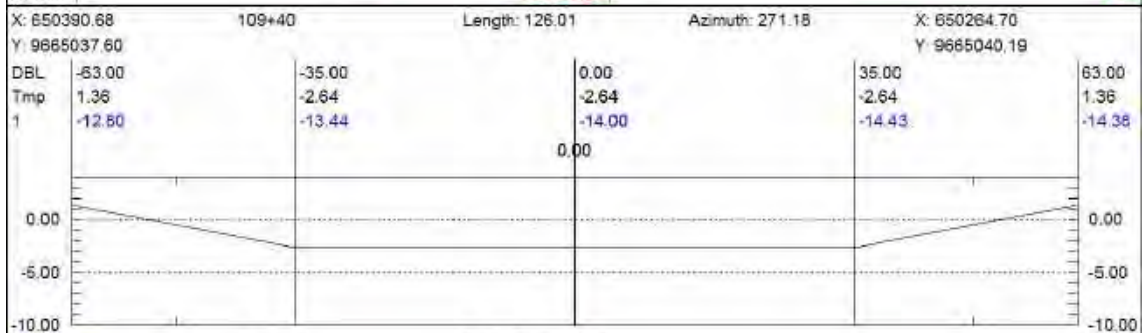 X: 650390.68 109+40 Length: 126.01 Azimuth: 271.18 X: 650264.70
Y: 9665037.60 Y: 9665040.19
DBL -63.00 -35.00 0.00 35.00 63.00
Tmp 1.36 -2.64 -2.64 -2.64 1.36
1 -12.80 -13.44 -14.00 -14.43 -14.38
0.00
0.00 0.00
-5.00 -5.00
-10.00 -10.00